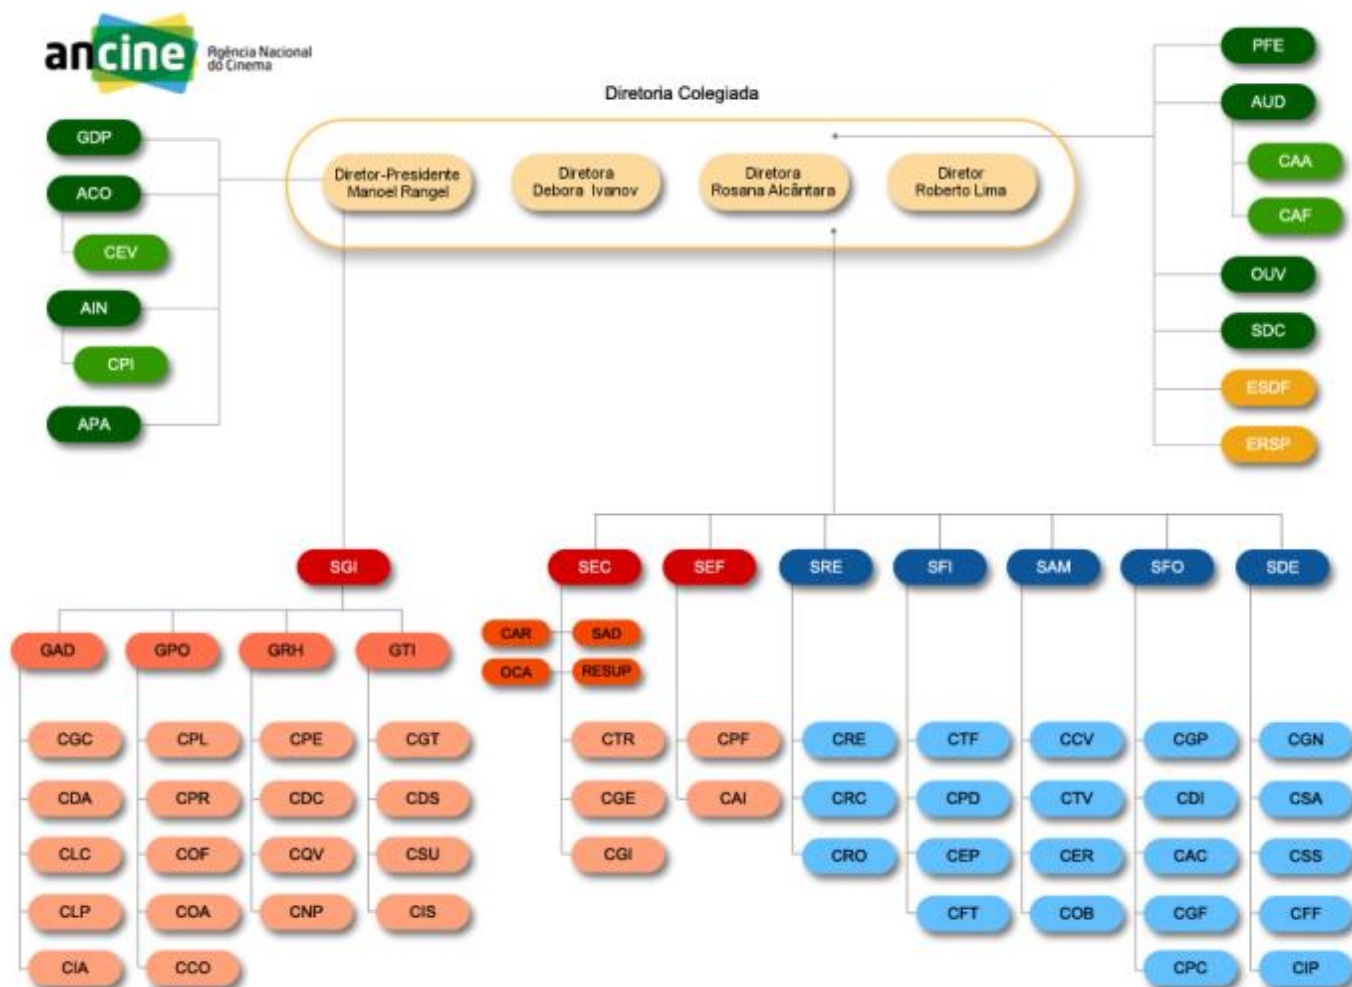 ancine
Agência Nacional
do Cinema
Diretoria Colegiada
Diretor-Presidente
Manoel Rangel
Diretora
Debora Ivanov
Diretora
Rosana Alcântara
Diretor
Roberto Lima
GDP
ACO
CEV
AIN
CPI
APA
PFE
AUD
CAA
CAF
OUV
SDC
ESDF
ERSP
SGI
SEC
SEF
SRE
SFI
SAM
SFO
SDE
GAD
GPO
GRH
GTI
CAR
SAD
OCA
RESUP
CGC
CPL
CPE
CGT
CTR
CPF
CRE
CTF
CCV
CGP
CGN
CDA
CPR
CDC
CDS
CGE
CAI
CRC
CPD
CTV
CDI
CSA
CLC
COF
CQV
CSU
CGI
CRO
CEP
CER
CAC
CSS
CLP
COA
CNP
CIS
CFT
COB
CGF
CFF
CIA
CCO
CPC
CIP